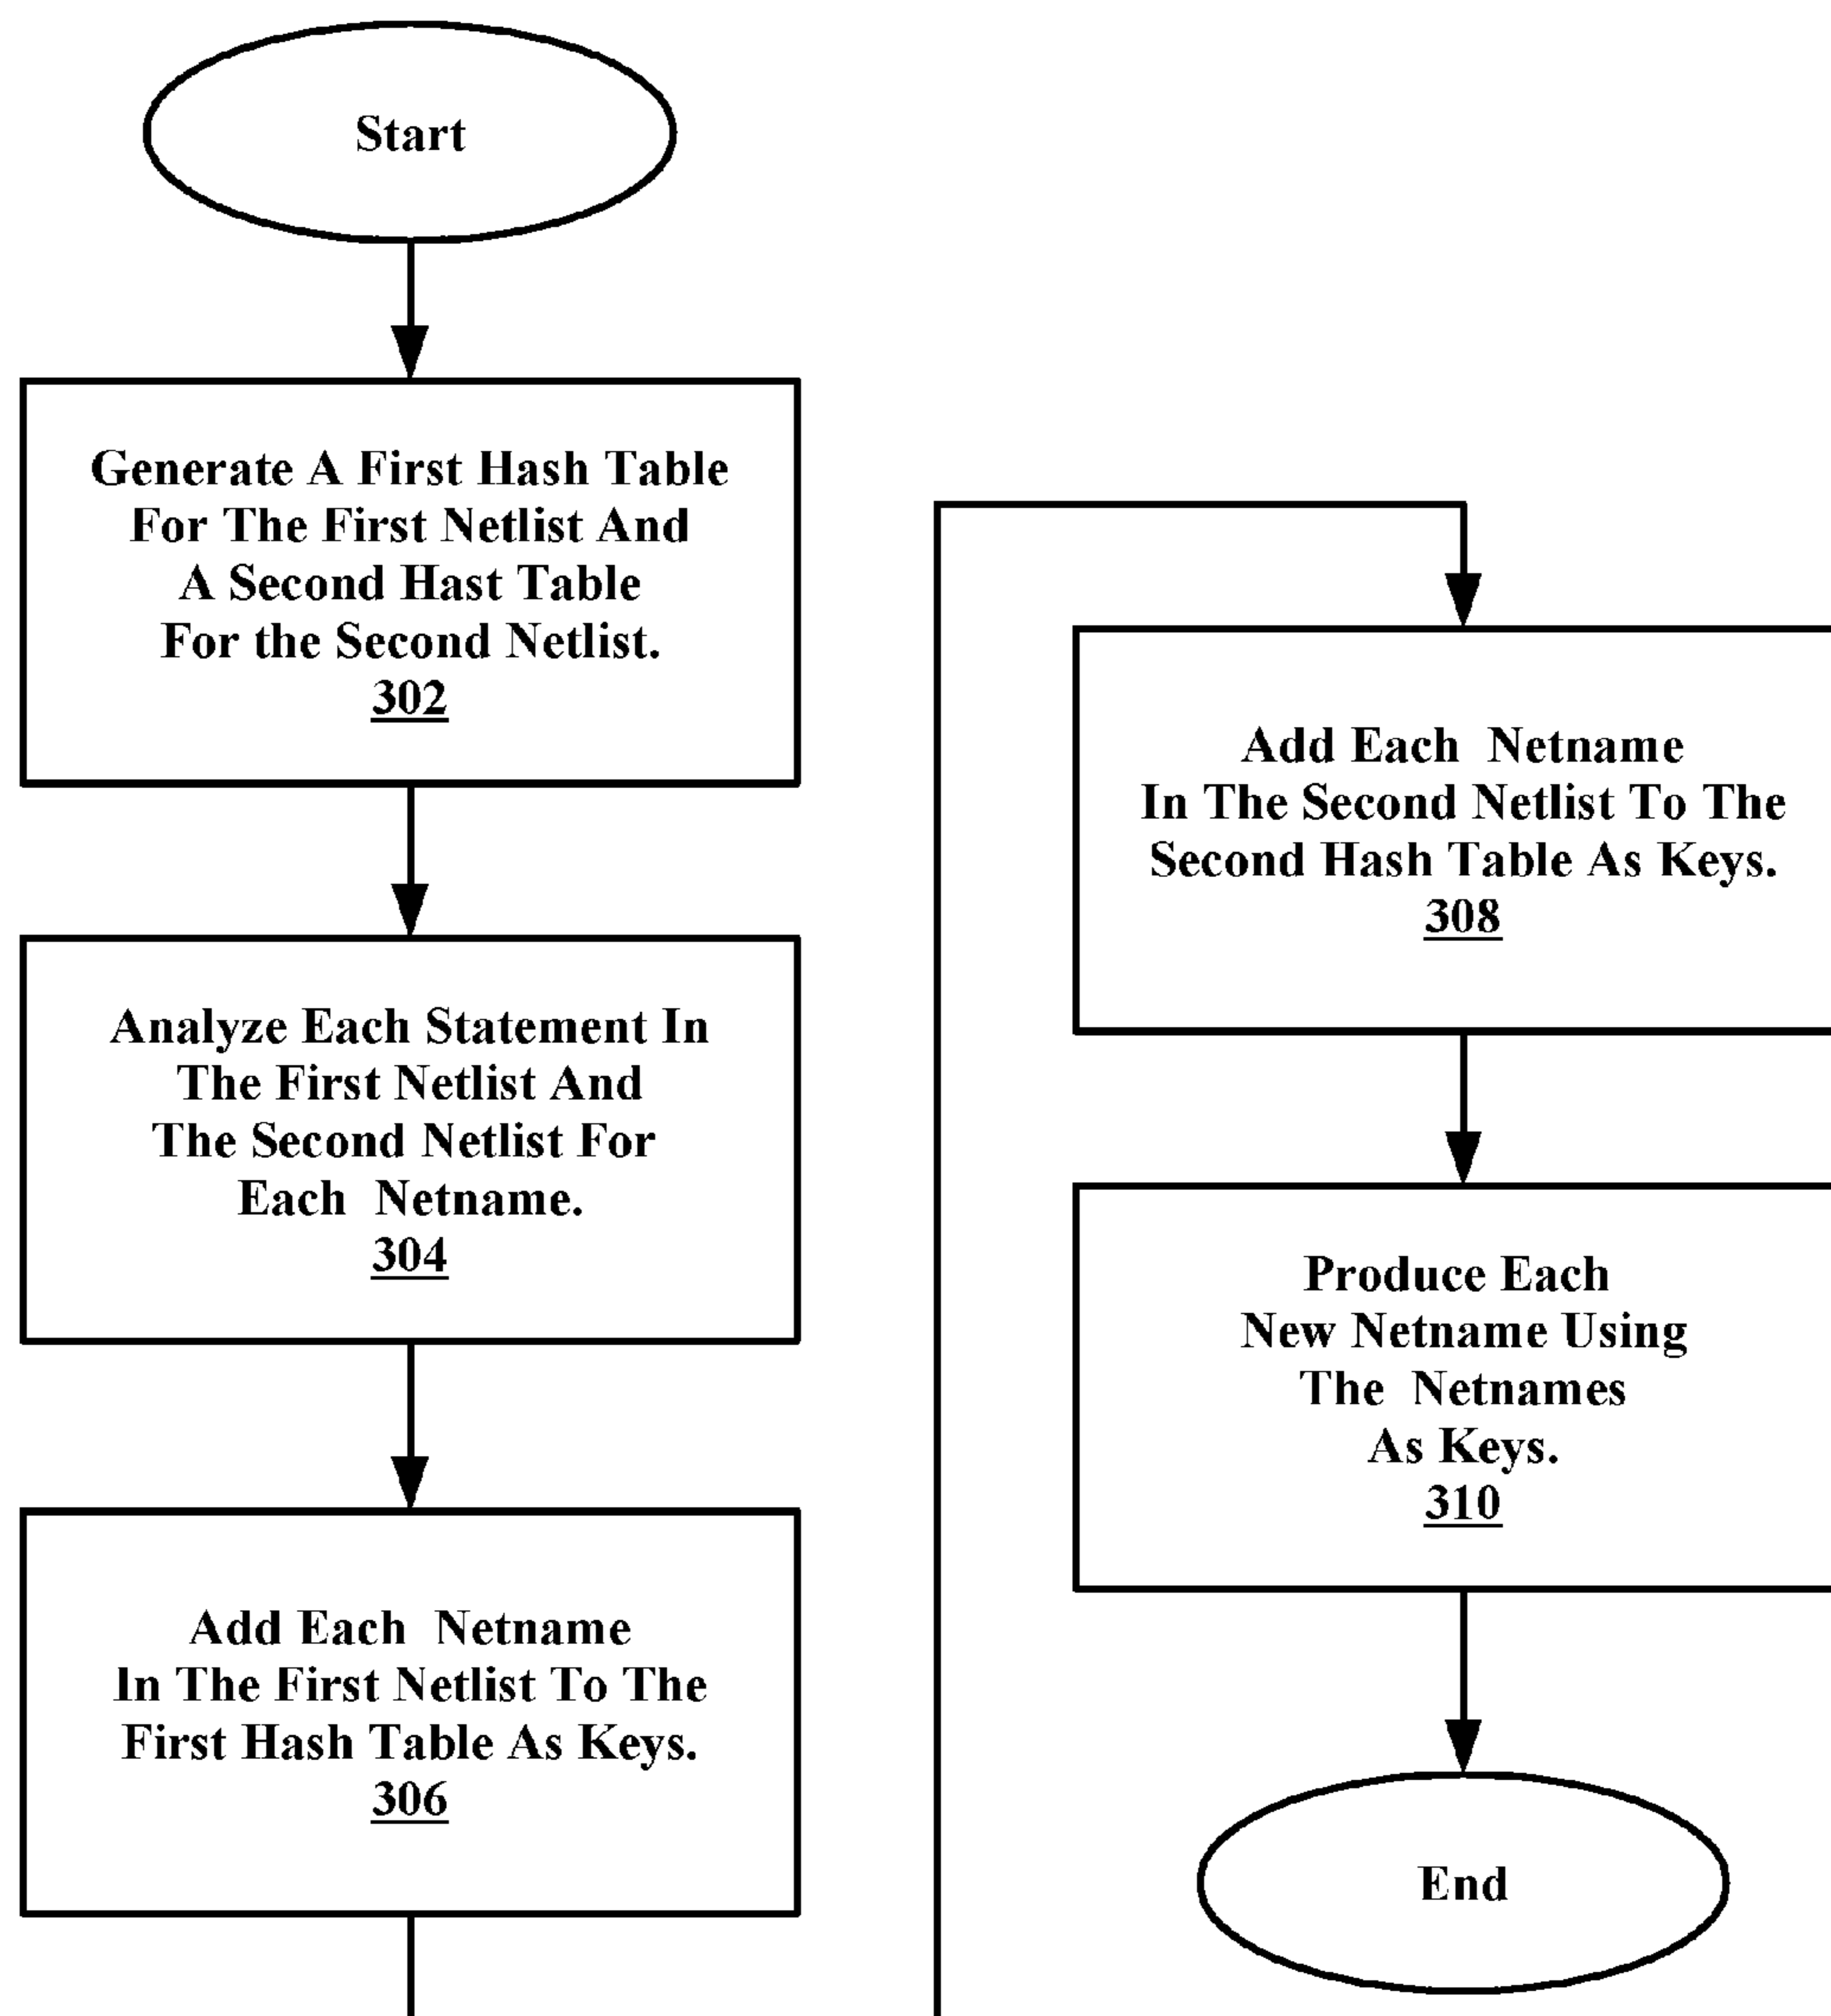 Start
Generate A First Hash Table
For The First Netlist And
A Second Hast Table
For the Second Netlist.
302
Analyze Each Statement In
The First Netlist And
The Second Netlist For
Each Netname.
304
Add Each Netname
In The First Netlist To The
First Hash Table As Keys.
306
Add Each Netname
In The Second Netlist To The
Second Hash Table As Keys.
308
Produce Each
New Netname Using
The Netnames
As Keys.
310
End